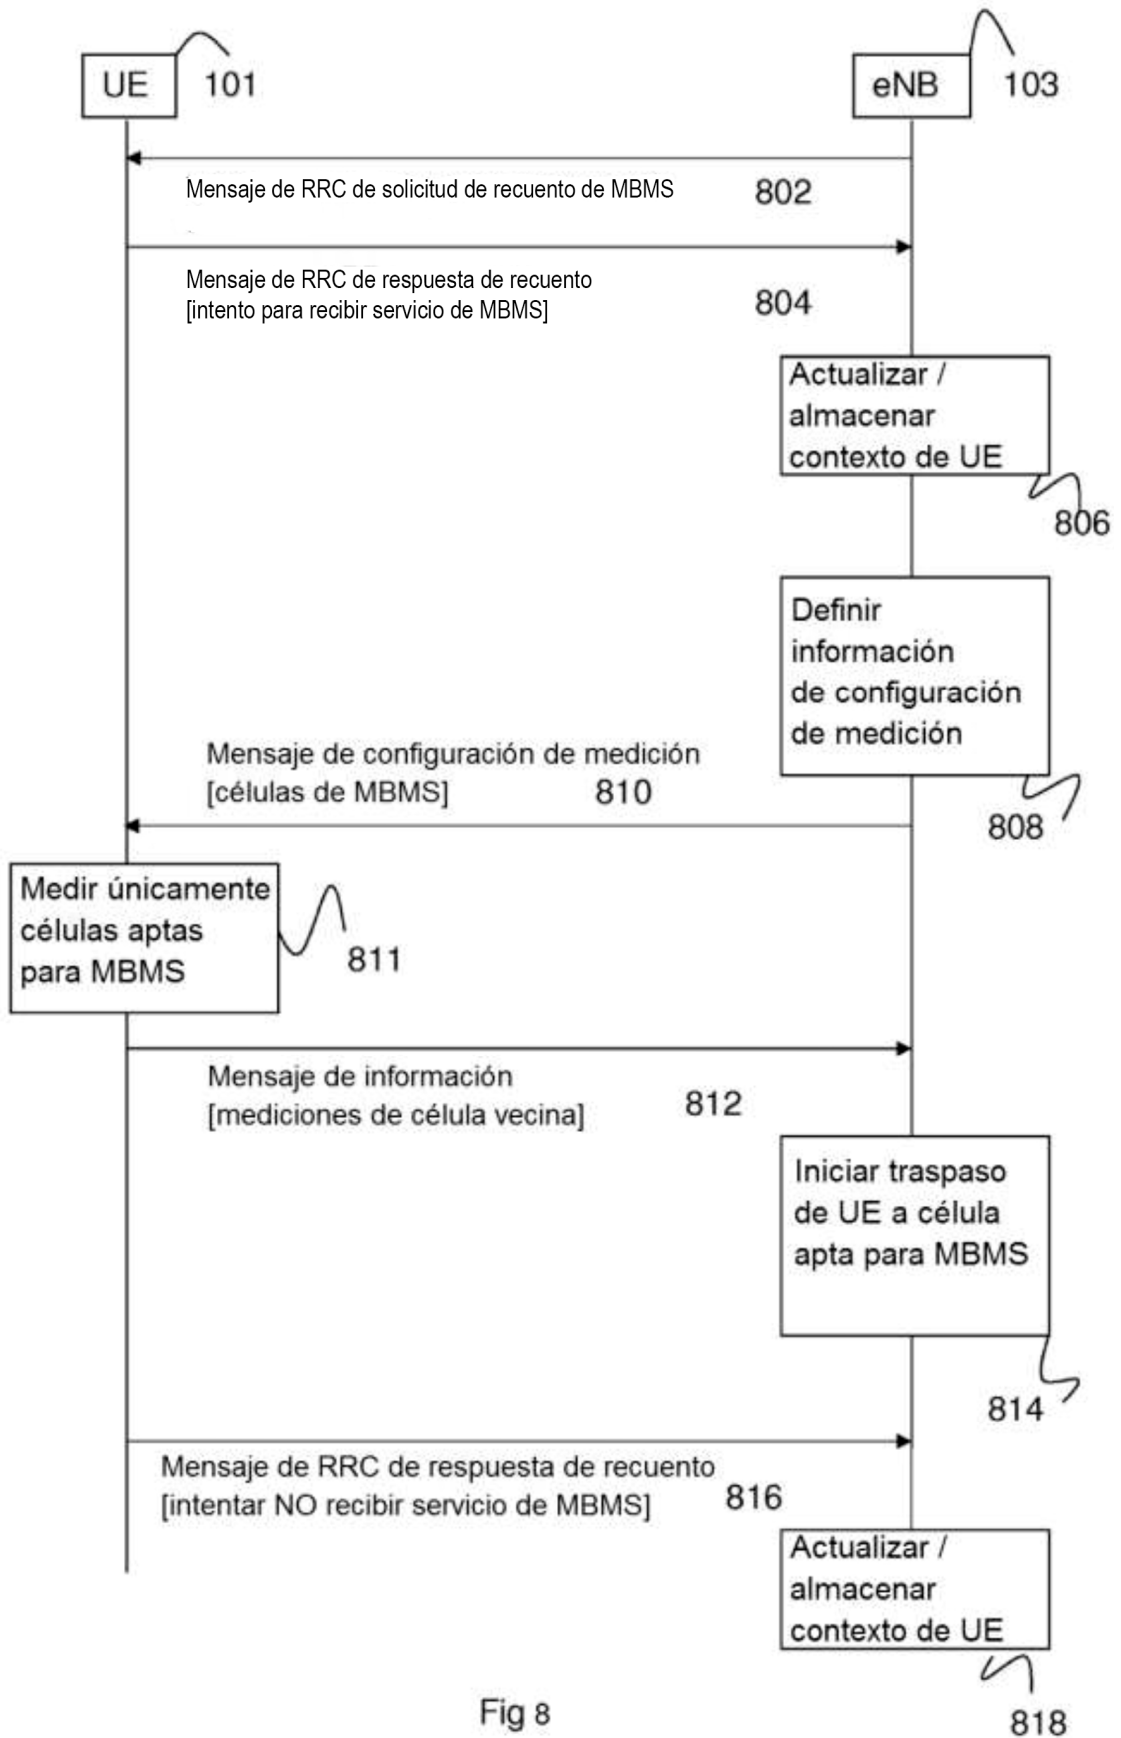 UE 101
eNB 103
Mensaje de RRC de solicitud de recuento de MBMS 802
Mensaje de RRC de respuesta de recuento
[intento para recibir servicio de MBMS] 804
Actualizar /
almacenar
contexto de UE
806
Definir
información
de configuración
de medición
808
Mensaje de configuración de medición
[células de MBMS] 810
Medir únicamente
células aptas
para MBMS
811
Mensaje de información
[mediciones de célula vecina] 812
Iniciar traspaso
de UE a célula
apta para MBMS
814
Mensaje de RRC de respuesta de recuento
[intentar NO recibir servicio de MBMS] 816
Actualizar /
almacenar
contexto de UE
818
Fig 8